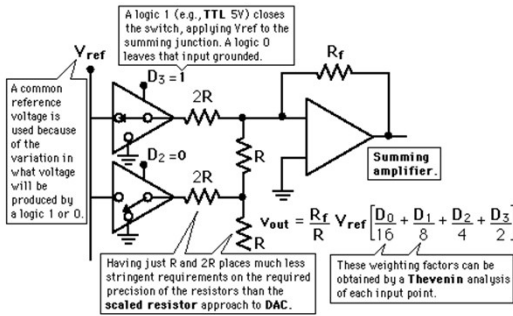 A logic 1 (e.g., TTL 5V) closes
the switch, applying Vref to the
summing junction. A logic 0
leaves that input grounded.
Vref
Rf
D3=1
2R
A common
reference
voltage is
used because
of the
variation in
what voltage
will be
produced by
a logic 1 or 0.
R
D2=0
2R
Summing
amplifier.
R
Vout = Rf/R Vref [D0/16 + D1/8 + D2/4 + D3/2]
Having just R and 2R places much less
stringent requirements on the required
precision of the resistors than the
scaled resistor approach to DAC.
These weighting factors can be
obtained by a Thevenin analysis
of each input point.